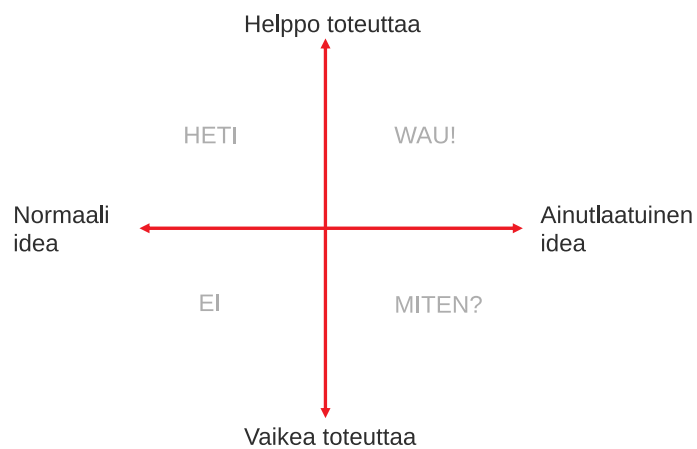 Helppo toteuttaa
HETI
WAU!
Normaali
idea
Ainutlaatuinen
idea
EI
MITEN?
Vaikea toteuttaa